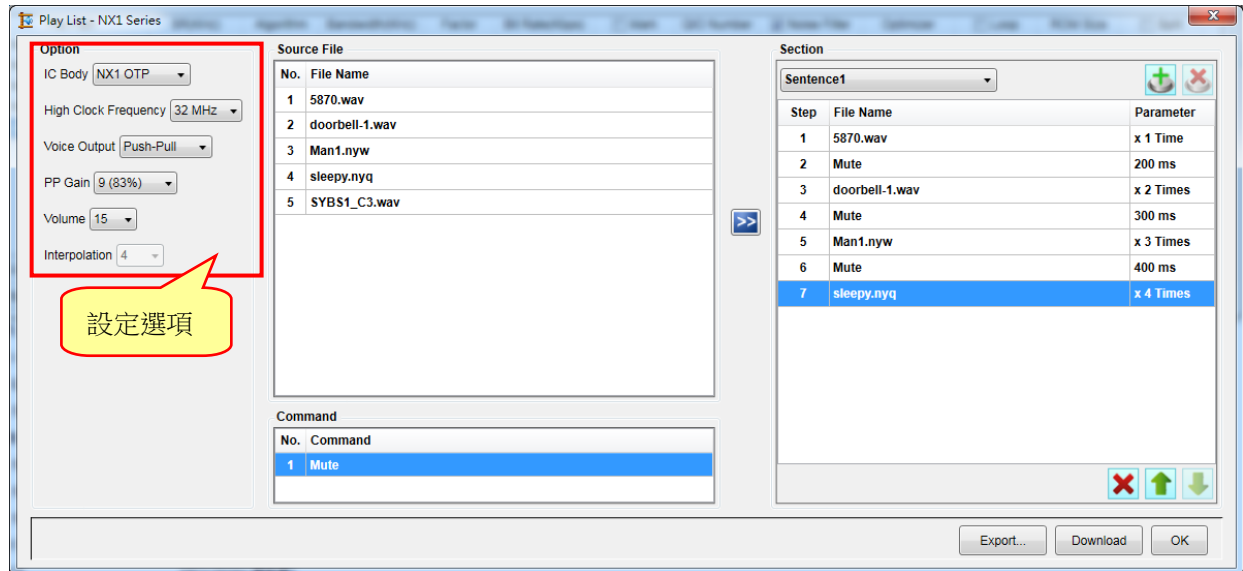 Play List - NX1 Series
Option
IC Body NX1 OTP
High Clock Frequency 32 MHz
Voice Output Push-Pull
PP Gain 9 (83%)
Volume 15
Interpolation 4
設定選項
Source File
No. File Name
1 5870.wav
2 doorbell-1.wav
3 Man1.nyw
4 sleepy.nyq
5 SYBS1_C3.wav
Command
No. Command
1 Mute
>>
Section
Sentence1
Step File Name Parameter
1 5870.wav x 1 Time
2 Mute 200 ms
3 doorbell-1.wav x 2 Times
4 Mute 300 ms
5 Man1.nyw x 3 Times
6 Mute 400 ms
7 sleepy.nyq x 4 Times
Export... Download OK